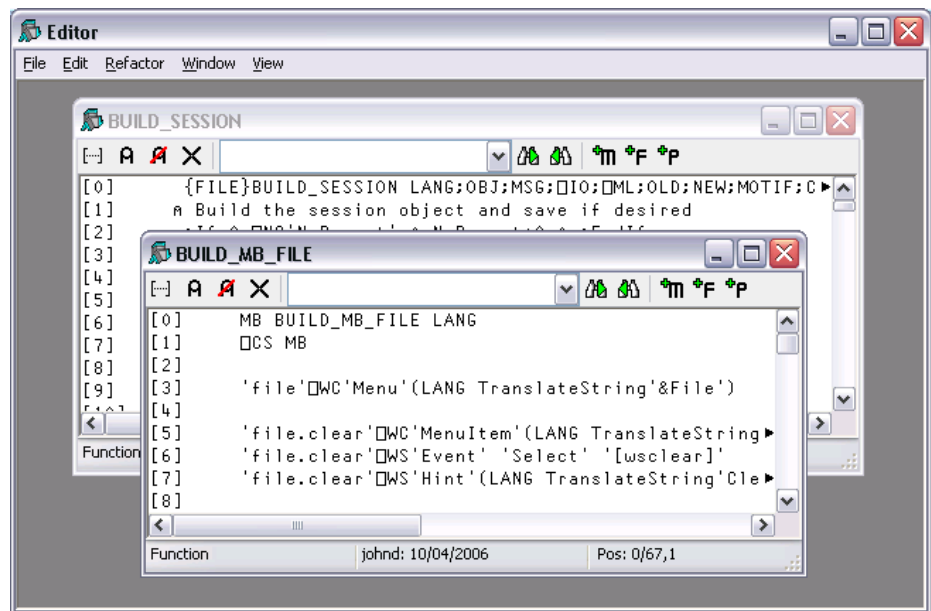 Editor
File Edit Refactor Window View
BUILD_SESSION
[0] {FILE}BUILD_SESSION LANG;OBJ;MSG;⎕IO;⎕ML;OLD;NEW;MOTIF;C
[1] ⍝ Build the session object and save if desired
[2]
[3]
[4]
[5]
[6]
[7]
[8]
[9]
Function
BUILD_MB_FILE
[0] MB BUILD_MB_FILE LANG
[1] ⎕CS MB
[2]
[3] 'file'⎕WC'Menu'(LANG TranslateString'&File')
[4]
[5] 'file.clear'⎕WC'MenuItem'(LANG TranslateString
[6] 'file.clear'⎕WS'Event' 'Select' '[wsclear]'
[7] 'file.clear'⎕WS'Hint'(LANG TranslateString'Cle
[8]
Function johnd: 10/04/2006 Pos: 0/67,1